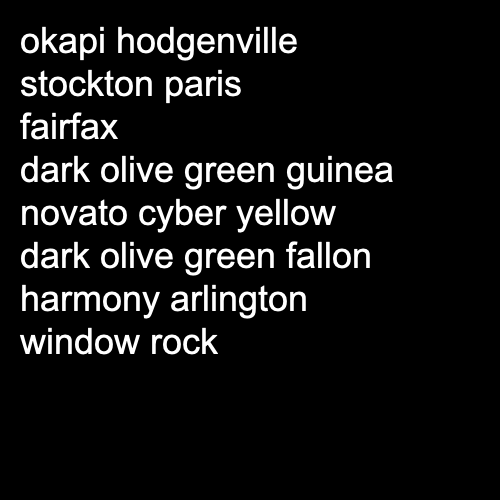 okapi hodgenville
stockton paris
fairfax
dark olive green guinea
novato cyber yellow
dark olive green fallon
harmony arlington
window rock